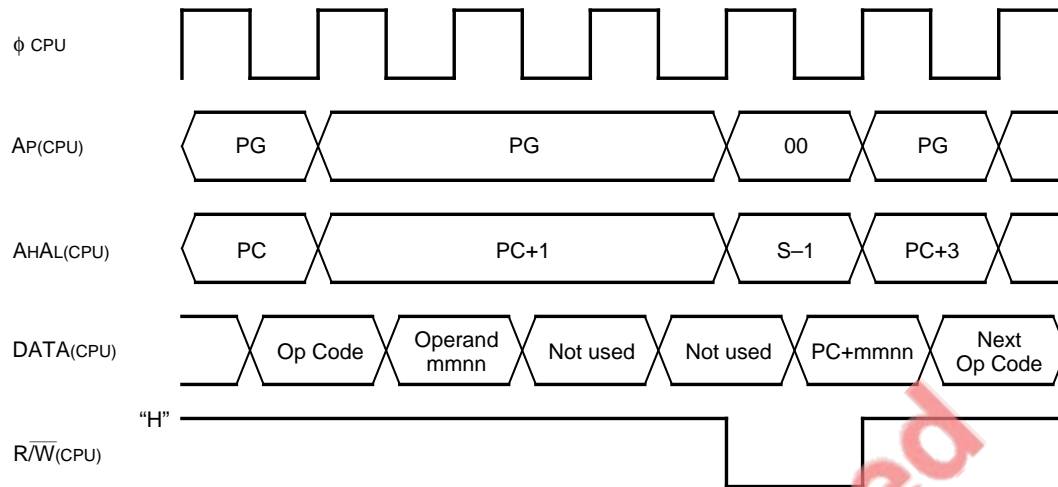 ϕ CPU
AP(CPU) PG PG 00 PG
AHAL(CPU) PC PC+1 S–1 PC+3
DATA(CPU) Op Code Operand mmnn Not used Not used PC+mmnn Next Op Code
“H”
R/W̅(CPU)